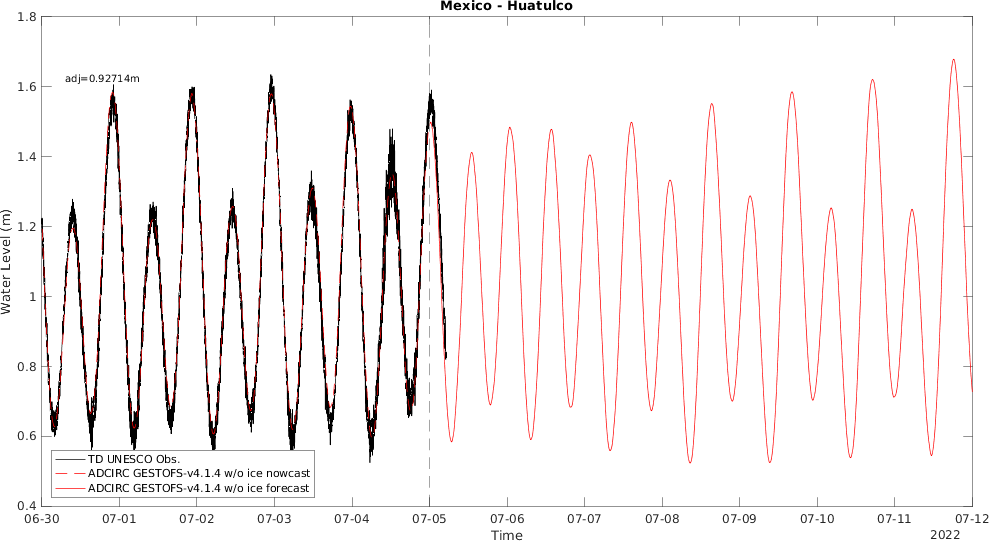 Mexico - Huatulco
adj=0.92714m
Water Level (m)
1.8
1.6
1.4
1.2
1
0.8
0.6
0.4
TD UNESCO Obs.
ADCIRC GESTOFS-v4.1.4 w/o ice nowcast
ADCIRC GESTOFS-v4.1.4 w/o ice forecast
06-30 07-01 07-02 07-03 07-04 07-05 07-06 07-07 07-08 07-09 07-10 07-11 07-12
Time
2022